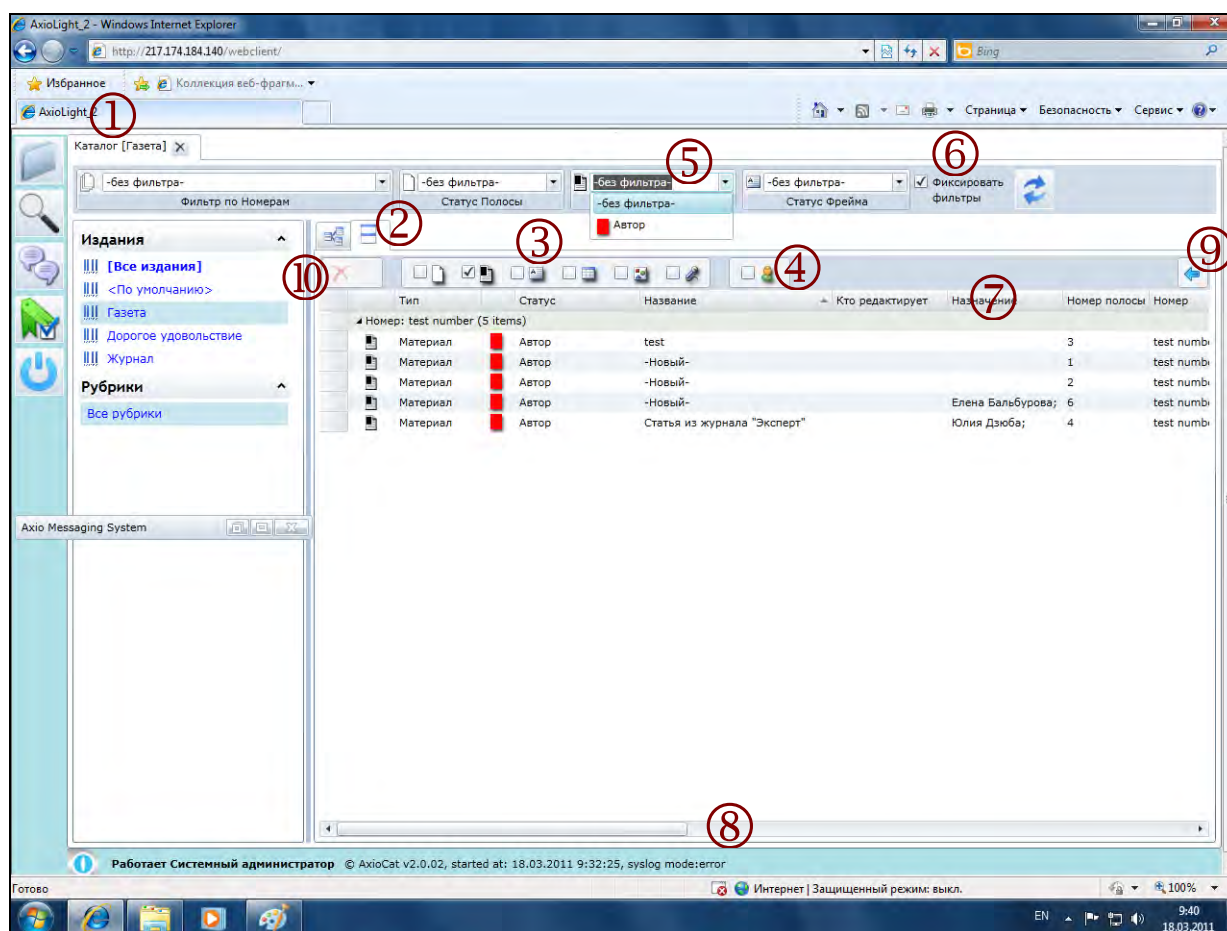 AxioLight_2 - Windows Internet Explorer
http://217.174.184.140/webclient/
Bing
Избранное
Коллекция веб-фрагм...
AxioLight_2
Страница
Безопасность
Сервис
①
Каталог [Газета]
⑤
⑥
-без фильтра-
-без фильтра-
-без фильтра-
-без фильтра-
Фиксировать
фильтры
Фильтр по Номерам
Статус Полосы
-без фильтра-
Статус Фрейма
Автор
②
③
④
⑨
⑩
Издания
[Все издания]
<По умолчанию>
Газета
Дорогое удовольствие
Журнал
Рубрики
Все рубрики
⑦
Тип Статус Название Кто редактирует Назначение Номер полосы Номер
Номер: test number (5 items)
Материал Автор test 3 test numb
Материал Автор -Новый- 1 test numb
Материал Автор -Новый- 2 test numb
Материал Автор -Новый- Елена Бальбурова; 6 test numb
Материал Автор Статья из журнала "Эксперт" Юлия Дзюба; 4 test numb
Axio Messaging System
⑧
Работает Системный администратор © AxioCat v2.0.02, started at: 18.03.2011 9:32:25, syslog mode:error
Готово
Интернет | Защищенный режим: выкл.
100%
EN
9:40
18.03.2011